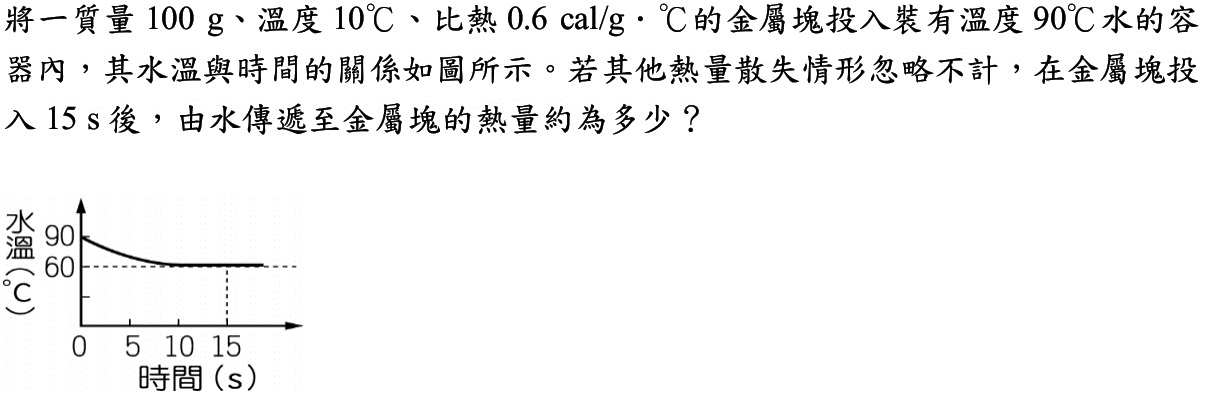 將一質量 100 g、溫度 10℃、比熱 0.6 cal/g．℃的金屬塊投入裝有溫度 90℃水的容
器內，其水溫與時間的關係如圖所示。若其他熱量散失情形忽略不計，在金屬塊投
入 15 s 後，由水傳遞至金屬塊的熱量約為多少？
水溫(℃)
90
60
0 5 10 15
時間(s)